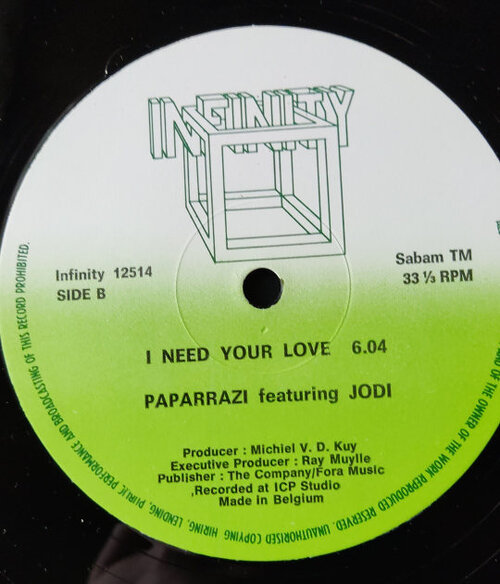 INFINITY
Infinity 12514
SIDE B
Sabam TM
33 ⅓ RPM
I NEED YOUR LOVE 6.04
PAPARRAZI featuring JODI
Producer : Michiel V. D. Kuy
Executive Producer : Ray Muylle
Publisher : The Company/Fora Music
Recorded at ICP Studio
Made in Belgium
OF THE OWNER OF THE WORK REPRODUCED RESERVED. UNAUTHORISED COPYING HIRING, LENDING, PUBLIC PERFORMANCE AND BROADCASTING OF THIS RECORD PROHIBITED.